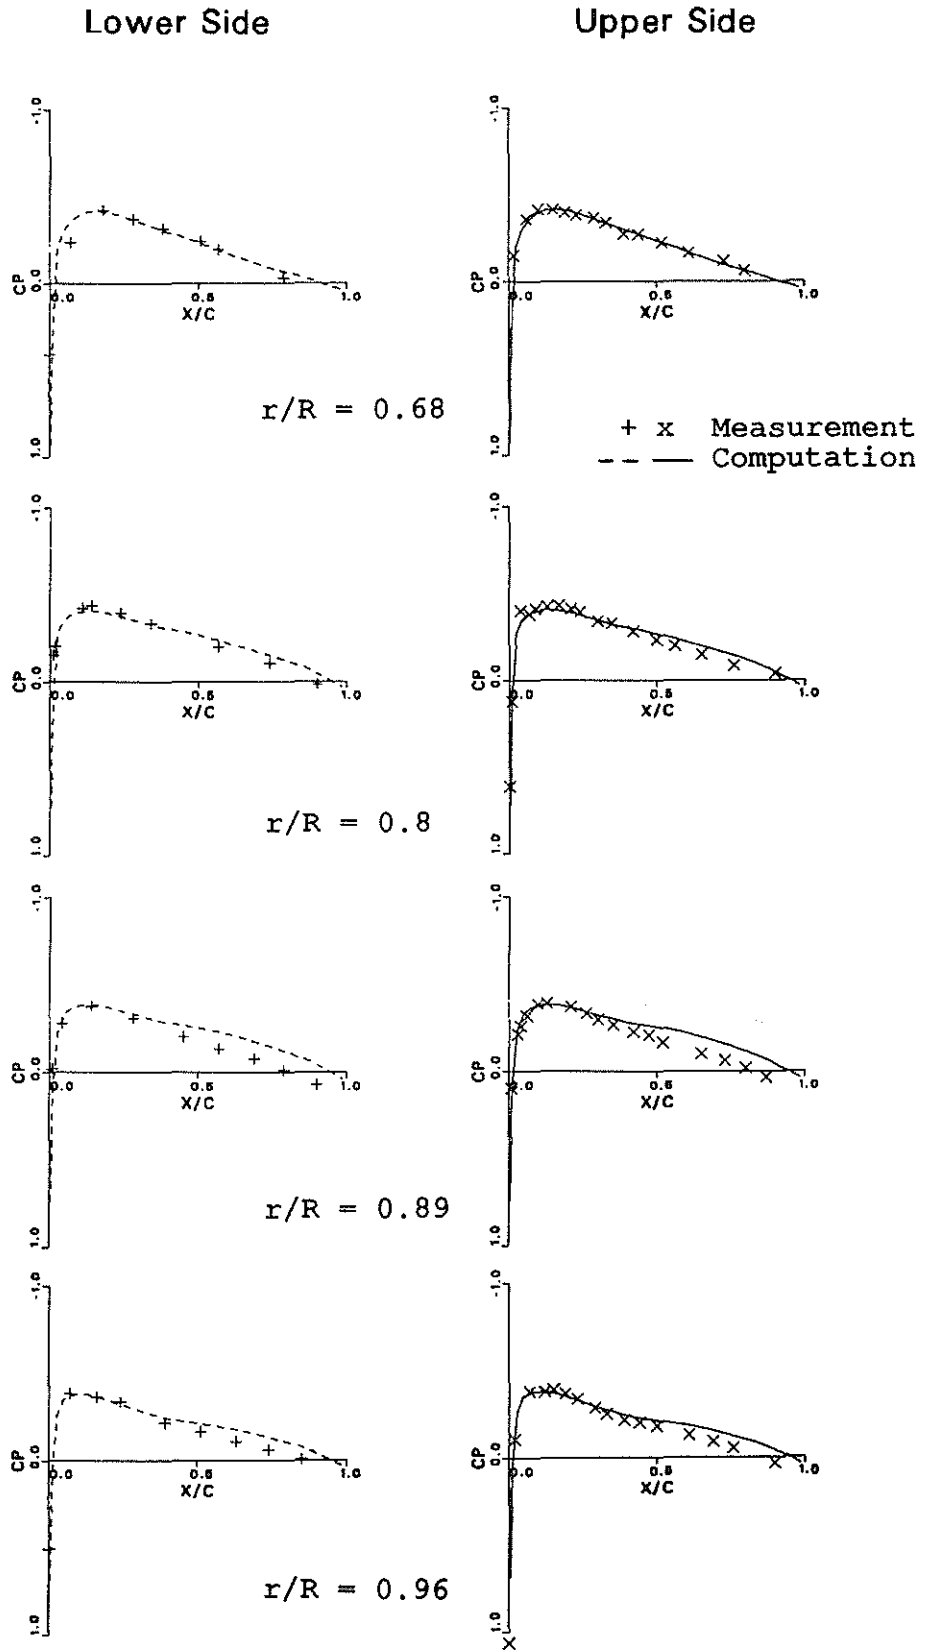 Lower Side
Upper Side
-1.0
CP
0.0
1.0
0.0 0.5 1.0
X/C
-1.0
CP
0.0
1.0
0.0 0.5 1.0
X/C
r/R = 0.68
+ x Measurement
-- — Computation
-1.0
CP
0.0
1.0
0.0 0.5 1.0
X/C
-1.0
CP
0.0
1.0
0.0 0.5 1.0
X/C
r/R = 0.8
-1.0
CP
0.0
1.0
0.0 0.5 1.0
X/C
-1.0
CP
0.0
1.0
0.0 0.5 1.0
X/C
r/R = 0.89
-1.0
CP
0.0
1.0
0.0 0.5 1.0
X/C
-1.0
CP
0.0
1.0
0.0 0.5 1.0
X/C
r/R = 0.96